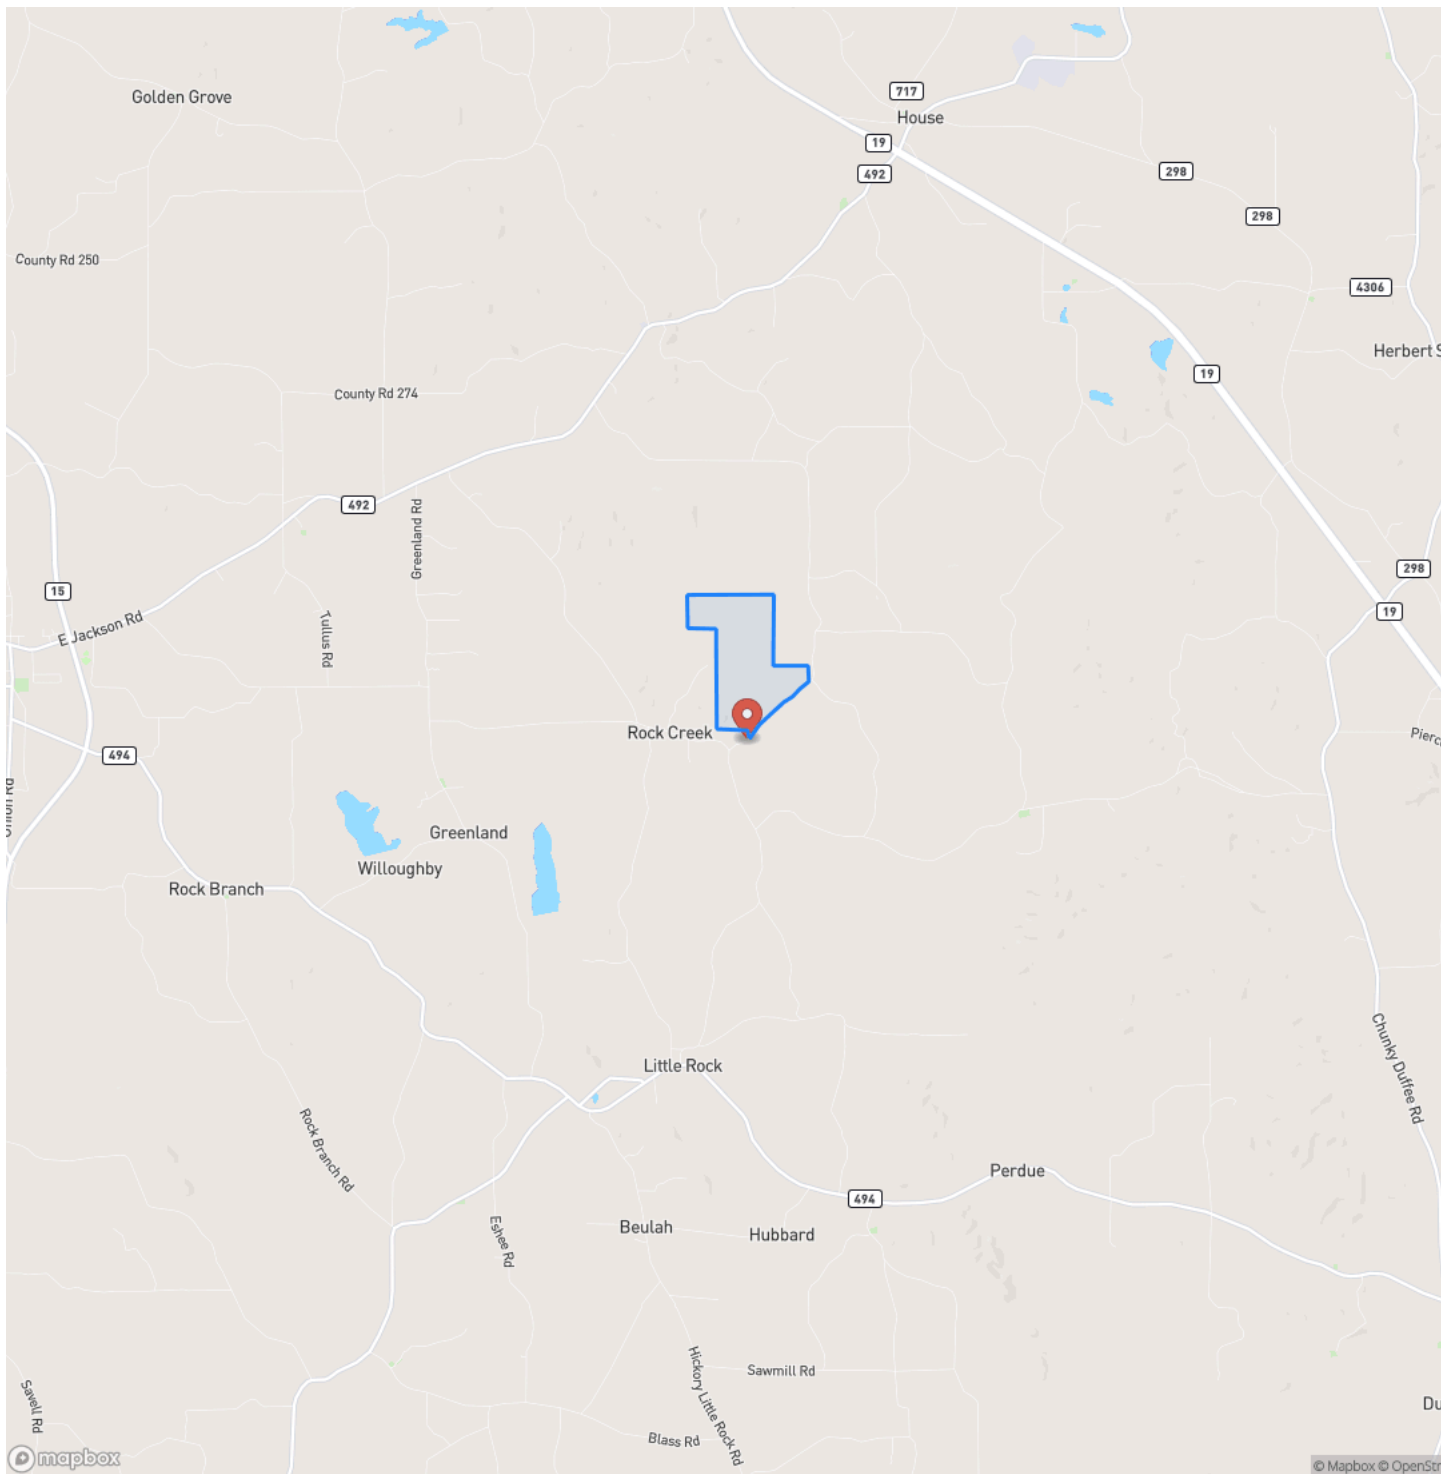 Golden Grove
717
House
19
492
298
298
County Rd 250
4306
Herbert S
19
County Rd 274
492
Greenland Rd
298
15
19
E Jackson Rd
Tullus Rd
Rock Creek
Pierc
494
Greenland
Willoughby
Rock Branch
Chunky Duffee Rd
Little Rock
Rock Branch Rd
Perdue
494
Eshee Rd
Beulah
Hubbard
Hickory Little Rock Rd
Sawmill Rd
Savell Rd
Du
Blass Rd
mapbox
© Mapbox © OpenStr